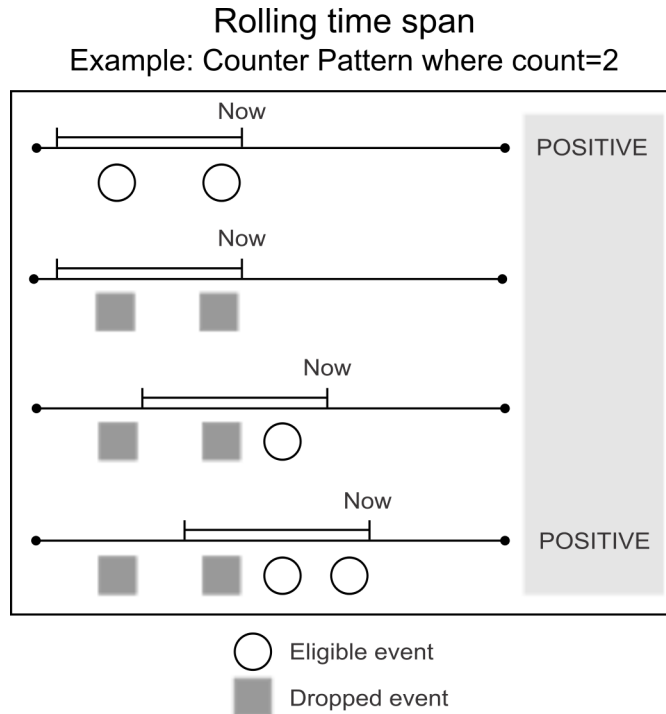 Rolling time span
Example: Counter Pattern where count=2
Now
POSITIVE
Now
Now
Now
POSITIVE
Eligible event
Dropped event